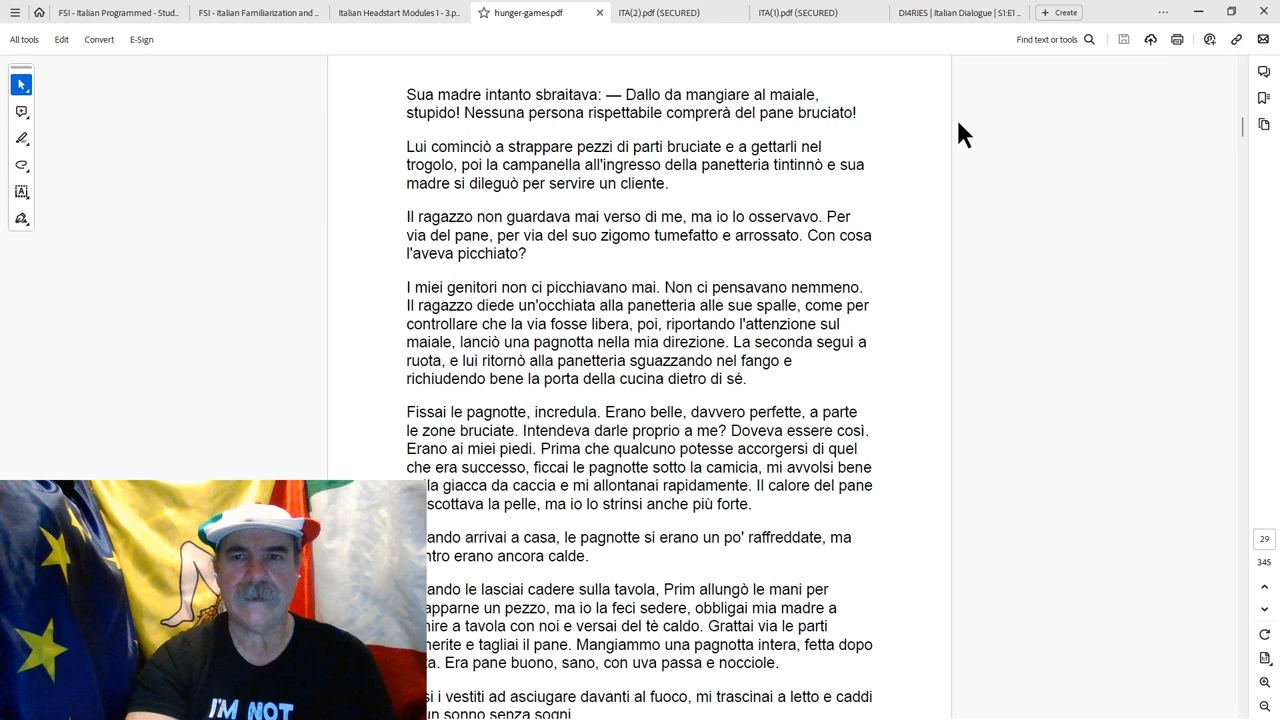 FSI - Italian Programmed - Stud...
FSI - Italian Familiarization and ...
Italian Headstart Modules 1 - 3.p...
hunger-games.pdf
ITA(2).pdf (SECURED)
ITA(1).pdf (SECURED)
DI4RIES | Italian Dialogue | S1:E1 ...
Create
All tools
Edit
Convert
E-Sign
Find text or tools
Sua madre intanto sbraitava: — Dallo da mangiare al maiale,
stupido! Nessuna persona rispettabile comprerà del pane bruciato!
Lui cominciò a strappare pezzi di parti bruciate e a gettarli nel
trogolo, poi la campanella all'ingresso della panetteria tintinnò e sua
madre si dileguò per servire un cliente.
Il ragazzo non guardava mai verso di me, ma io lo osservavo. Per
via del pane, per via del suo zigomo tumefatto e arrossato. Con cosa
l'aveva picchiato?
I miei genitori non ci picchiavano mai. Non ci pensavano nemmeno.
Il ragazzo diede un'occhiata alla panetteria alle sue spalle, come per
controllare che la via fosse libera, poi, riportando l'attenzione sul
maiale, lanciò una pagnotta nella mia direzione. La seconda seguì a
ruota, e lui ritornò alla panetteria sguazzando nel fango e
richiudendo bene la porta della cucina dietro di sé.
Fissai le pagnotte, incredula. Erano belle, davvero perfette, a parte
le zone bruciate. Intendeva darle proprio a me? Doveva essere così.
Erano ai miei piedi. Prima che qualcuno potesse accorgersi di quel
che era successo, ficcai le pagnotte sotto la camicia, mi avvolsi bene
giacca da caccia e mi allontanai rapidamente. Il calore del pane
scottava la pelle, ma io lo strinsi anche più forte.
ando arrivai a casa, le pagnotte si erano un po' raffreddate, ma
ntro erano ancora calde.
ando le lasciai cadere sulla tavola, Prim allungò le mani per
apparne un pezzo, ma io la feci sedere, obbligai mia madre a
nire a tavola con noi e versai del tè caldo. Grattai via le parti
nerite e tagliai il pane. Mangiammo una pagnotta intera, fetta dopo
ta. Era pane buono, sano, con uva passa e nocciole.
si i vestiti ad asciugare davanti al fuoco, mi trascinai a letto e caddi
un sonno senza sogni
29
345
I'M NOT